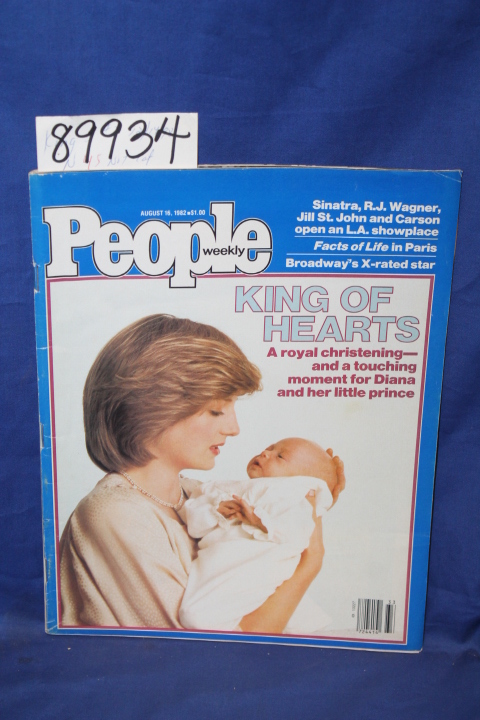 89934
AUGUST 16, 1982 ■ $1.00
People
weekly
Sinatra, R.J. Wagner,
Jill St. John and Carson
open an L.A. showplace
Facts of Life in Paris
Broadway's X-rated star
KING OF
HEARTS
A royal christening—
and a touching
moment for Diana
and her little prince